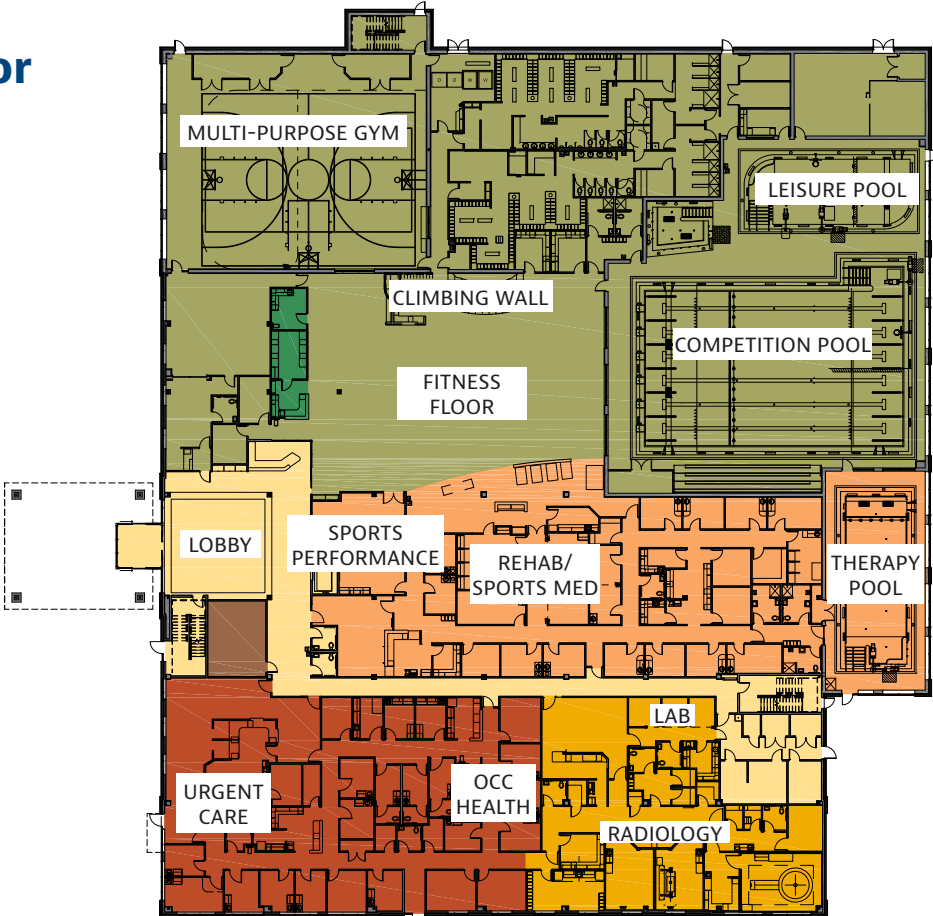 or
MULTI-PURPOSE GYM
LEISURE POOL
CLIMBING WALL
COMPETITION POOL
FITNESS
FLOOR
LOBBY
SPORTS
PERFORMANCE
REHAB/
SPORTS MED
THERAPY
POOL
LAB
URGENT
CARE
OCC
HEALTH
RADIOLOGY
D D W W